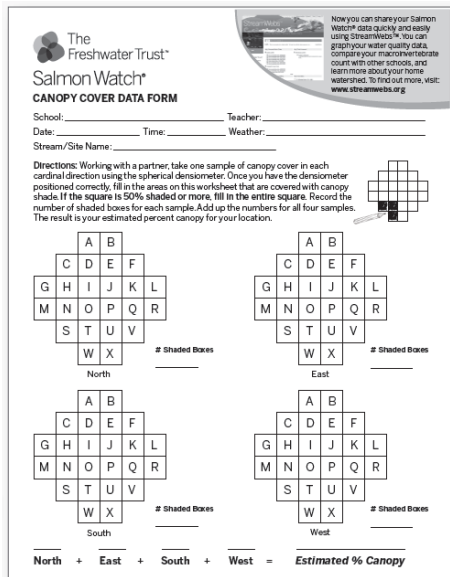 The
Freshwater Trust™
Salmon Watch®
CANOPY COVER DATA FORM
Now you can share your Salmon
Watch® data quickly and easily
using StreamWebs™. You can
graph your water quality data,
compare your macroinvertebrate
count with other schools, and
learn more about your home
watershed. To find out more, visit:
www.streamwebs.org
School: Teacher:
Date: Time: Weather:
Stream/Site Name:
Directions: Working with a partner, take one sample of canopy cover in each
cardinal direction using the spherical densiometer. Once you have the densiometer
positioned correctly, fill in the areas on this worksheet that are covered with canopy
shade. If the square is 50% shaded or more, fill in the entire square. Record the
number of shaded boxes for each sample. Add up the numbers for all four samples.
The result is your estimated percent canopy for your location.
A B
C D E F
G H I J K L
M N O P Q R
S T U V
W X
# Shaded Boxes
North
A B
C D E F
G H I J K L
M N O P Q R
S T U V
W X
# Shaded Boxes
East
A B
C D E F
G H I J K L
M N O P Q R
S T U V
W X
# Shaded Boxes
South
A B
C D E F
G H I J K L
M N O P Q R
S T U V
W X
# Shaded Boxes
West
North + East + South + West = Estimated % Canopy